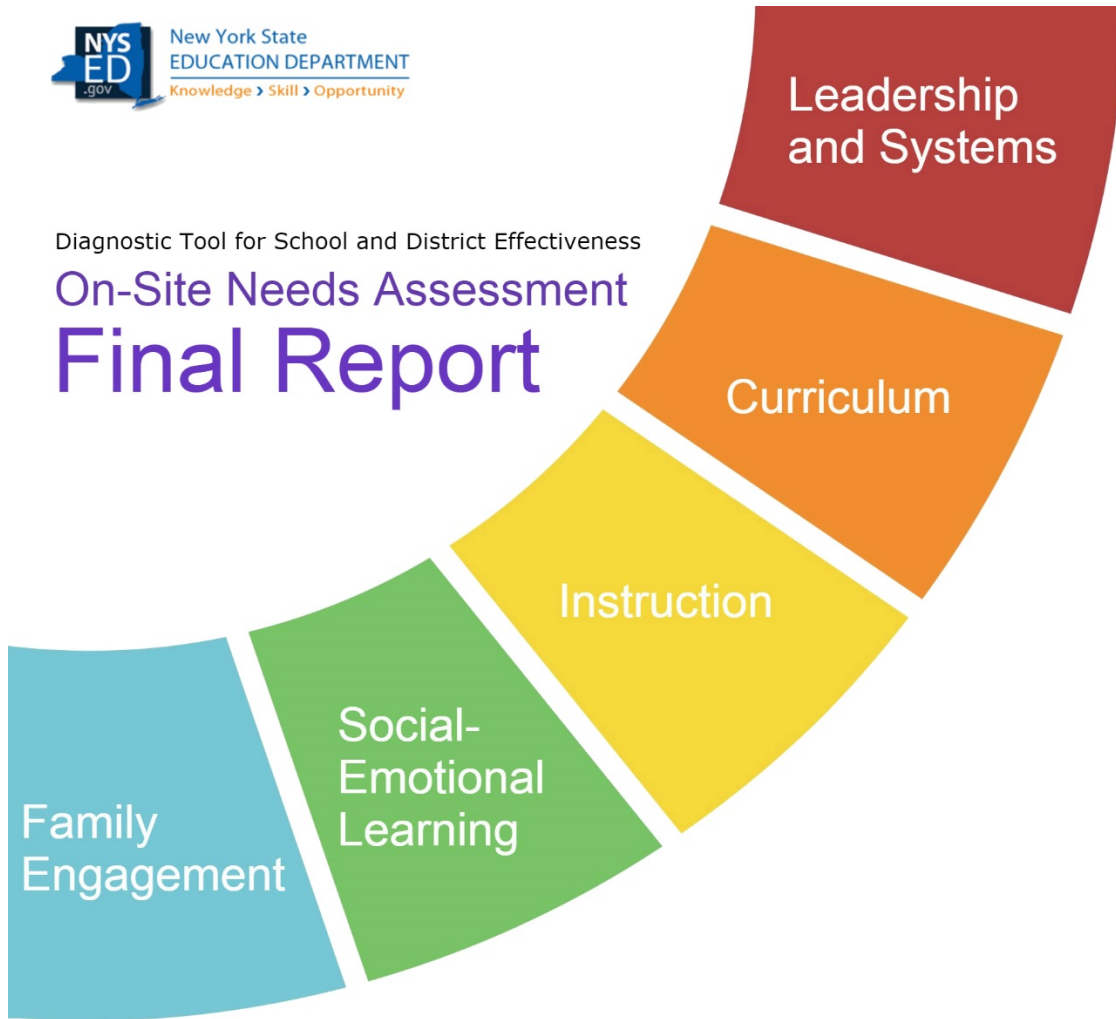 NYS
ED
.gov
New York State
EDUCATION DEPARTMENT
Knowledge > Skill > Opportunity
Diagnostic Tool for School and District Effectiveness
On-Site Needs Assessment
Final Report
Leadership
and Systems
Curriculum
Instruction
Social-
Emotional
Learning
Family
Engagement